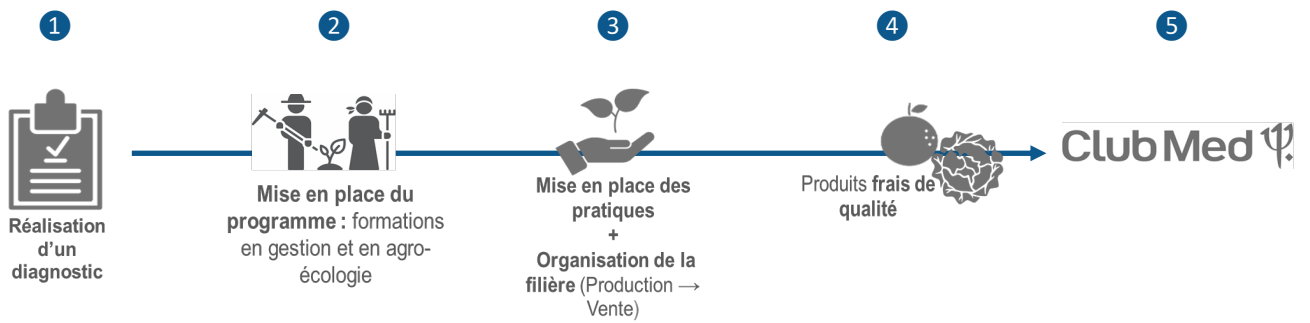 1
2
3
4
5
Réalisation
d'un
diagnostic
Mise en place du
programme : formations
en gestion et en agro-
écologie
Mise en place des
pratiques
+
Organisation de la
filière (Production →
Vente)
Produits frais de
qualité
Club Med